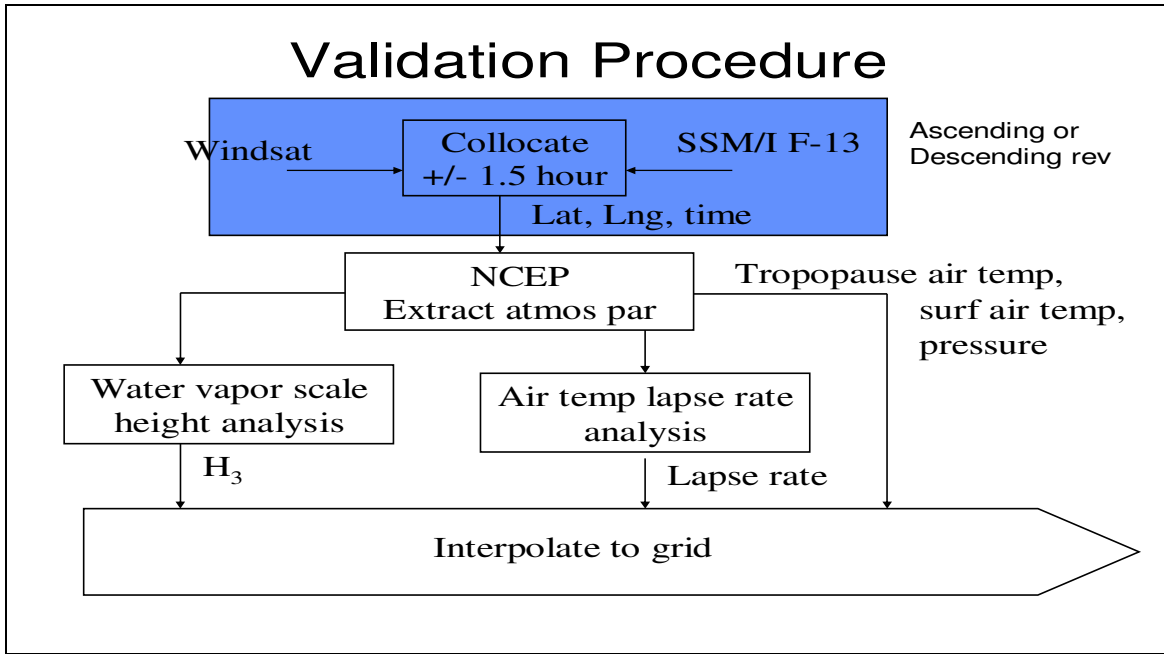 Validation Procedure
Windsat
Collocate
+/- 1.5 hour
SSM/I F-13
Ascending or
Descending rev
Lat, Lng, time
NCEP
Extract atmos par
Tropopause air temp,
surf air temp,
pressure
Water vapor scale
height analysis
Air temp lapse rate
analysis
H₃
Lapse rate
Interpolate to grid